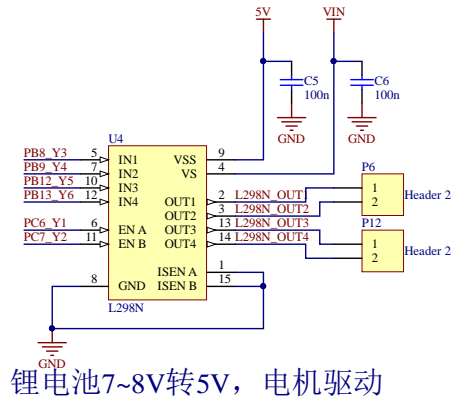 5V VIN
C5 C6
100n 100n
GND GND
U4
PB8_Y3 5 IN1 VSS 9
PB9_Y4 7 IN2 VS 4
PB12_Y5 10 IN3
PB13_Y6 12 IN4 OUT1 2 L298N_OUT1
OUT2 3 L298N_OUT2
PC6_Y1 6 EN A OUT3 13 L298N_OUT3
PC7_Y2 11 EN B OUT4 14 L298N_OUT4
P6
1
2
Header 2
P12
1
2
Header 2
ISEN A 1
8 GND ISEN B 15
L298N
GND
锂电池7~8V转5V，电机驱动